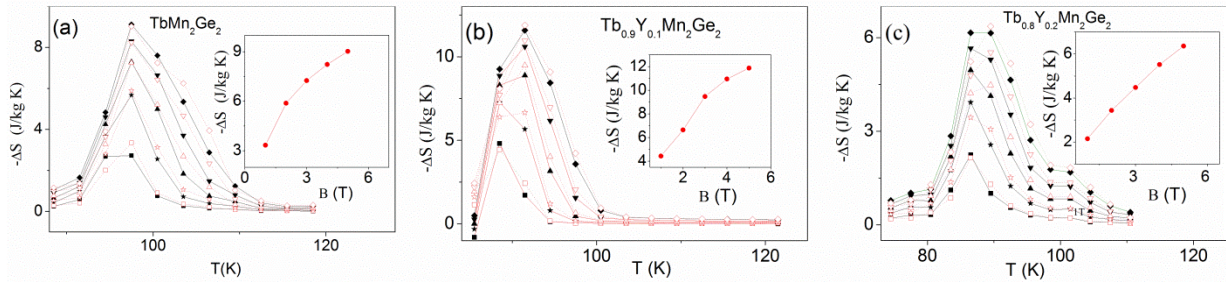 (a)
TbMn₂Ge₂
-ΔS (J/kg K)
8
4
0
100
120
T(K)
-ΔS (J/kg K)
9
6
3
0
3
6
B (T)
(b)
Tb₀.₉Y₀.₁Mn₂Ge₂
-ΔS (J/kg K)
10
5
0
100
120
T (K)
-ΔS (J/kg K)
12
10
8
6
4
2
4
6
B (T)
(c)
Tb₀.₈Y₀.₂Mn₂Ge₂
-ΔS (J/kg K)
6
3
0
80
100
120
T (K)
1T
-ΔS (J/kg K)
6
4
2
3
6
B (T)